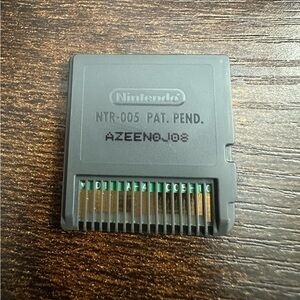 Nintendo
NTR-005 PAT. PEND.
AZEEN0J08